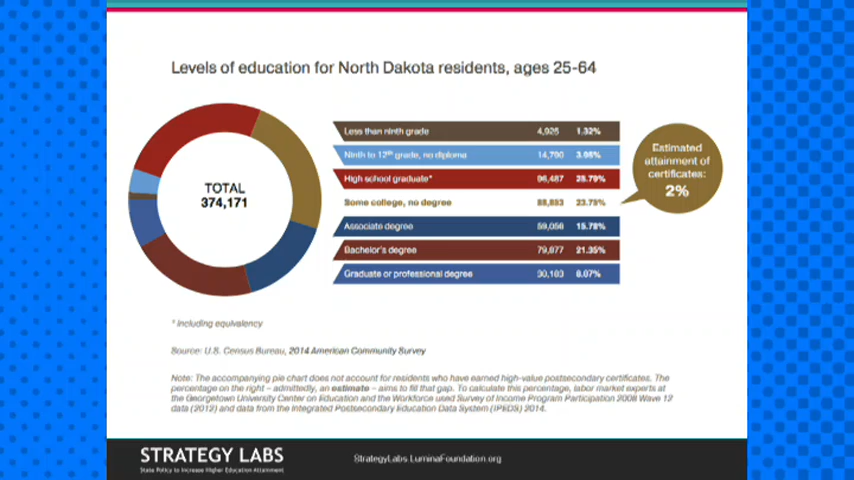 Levels of education for North Dakota residents, ages 25-64
TOTAL
374,171
Less than ninth grade 4,925 1.32%
Ninth to 12th grade, no diploma 14,790 3.95%
High school graduate* 96,487 25.79%
Some college, no degree 88,853 23.75%
Associate degree 59,056 15.78%
Bachelor's degree 79,877 21.35%
Graduate or professional degree 30,183 8.07%
Estimated
attainment of
certificates:
2%
* Including equivalency
Source: U.S. Census Bureau, 2014 American Community Survey
Note: The accompanying pie chart does not account for residents who have earned high-value postsecondary certificates. The
percentage on the right – admittedly, an estimate – aims to fill that gap. To calculate this percentage, labor market experts at
the Georgetown University Center on Education and the Workforce used Survey of Income Program Participation 2008 Wave 12
data (2012) and data from the Integrated Postsecondary Education Data System (IPEDS) 2014.
STRATEGY LABS
State Policy to Increase Higher Education Attainment
StrategyLabs.LuminaFoundation.org